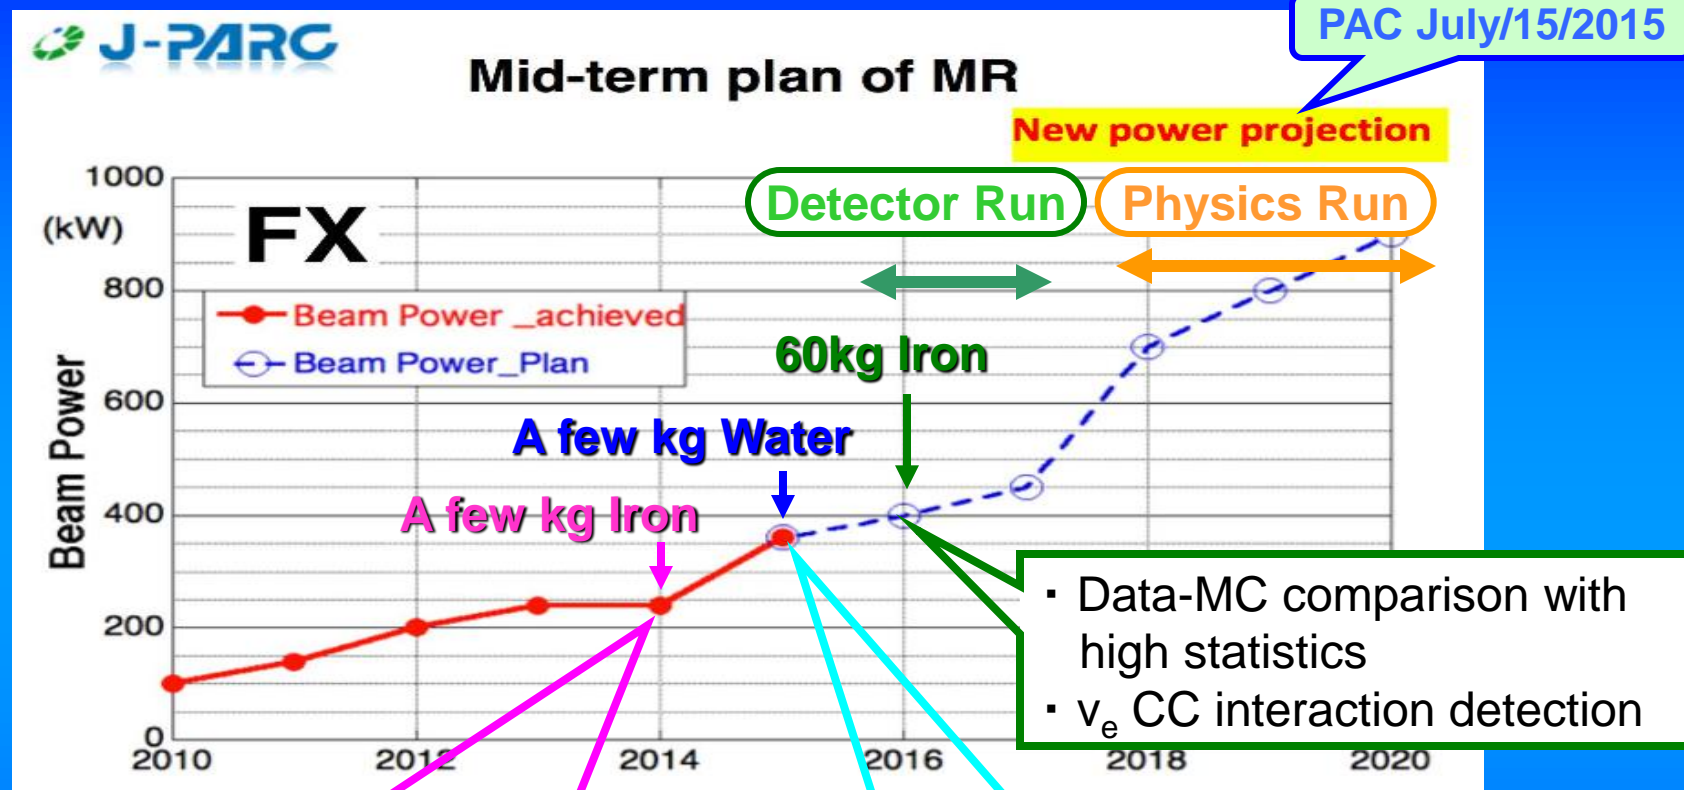 PAC July/15/2015
J-PARC
Mid-term plan of MR
New power projection
1000
(kW)
FX
Detector Run
Physics Run
800
Beam Power _achieved
Beam Power_Plan
60kg Iron
600
A few kg Water
Beam Power
400
A few kg Iron
・Data-MC comparison with
high statistics
・νe CC interaction detection
200
0
2010 2012 2014 2016 2018 2020